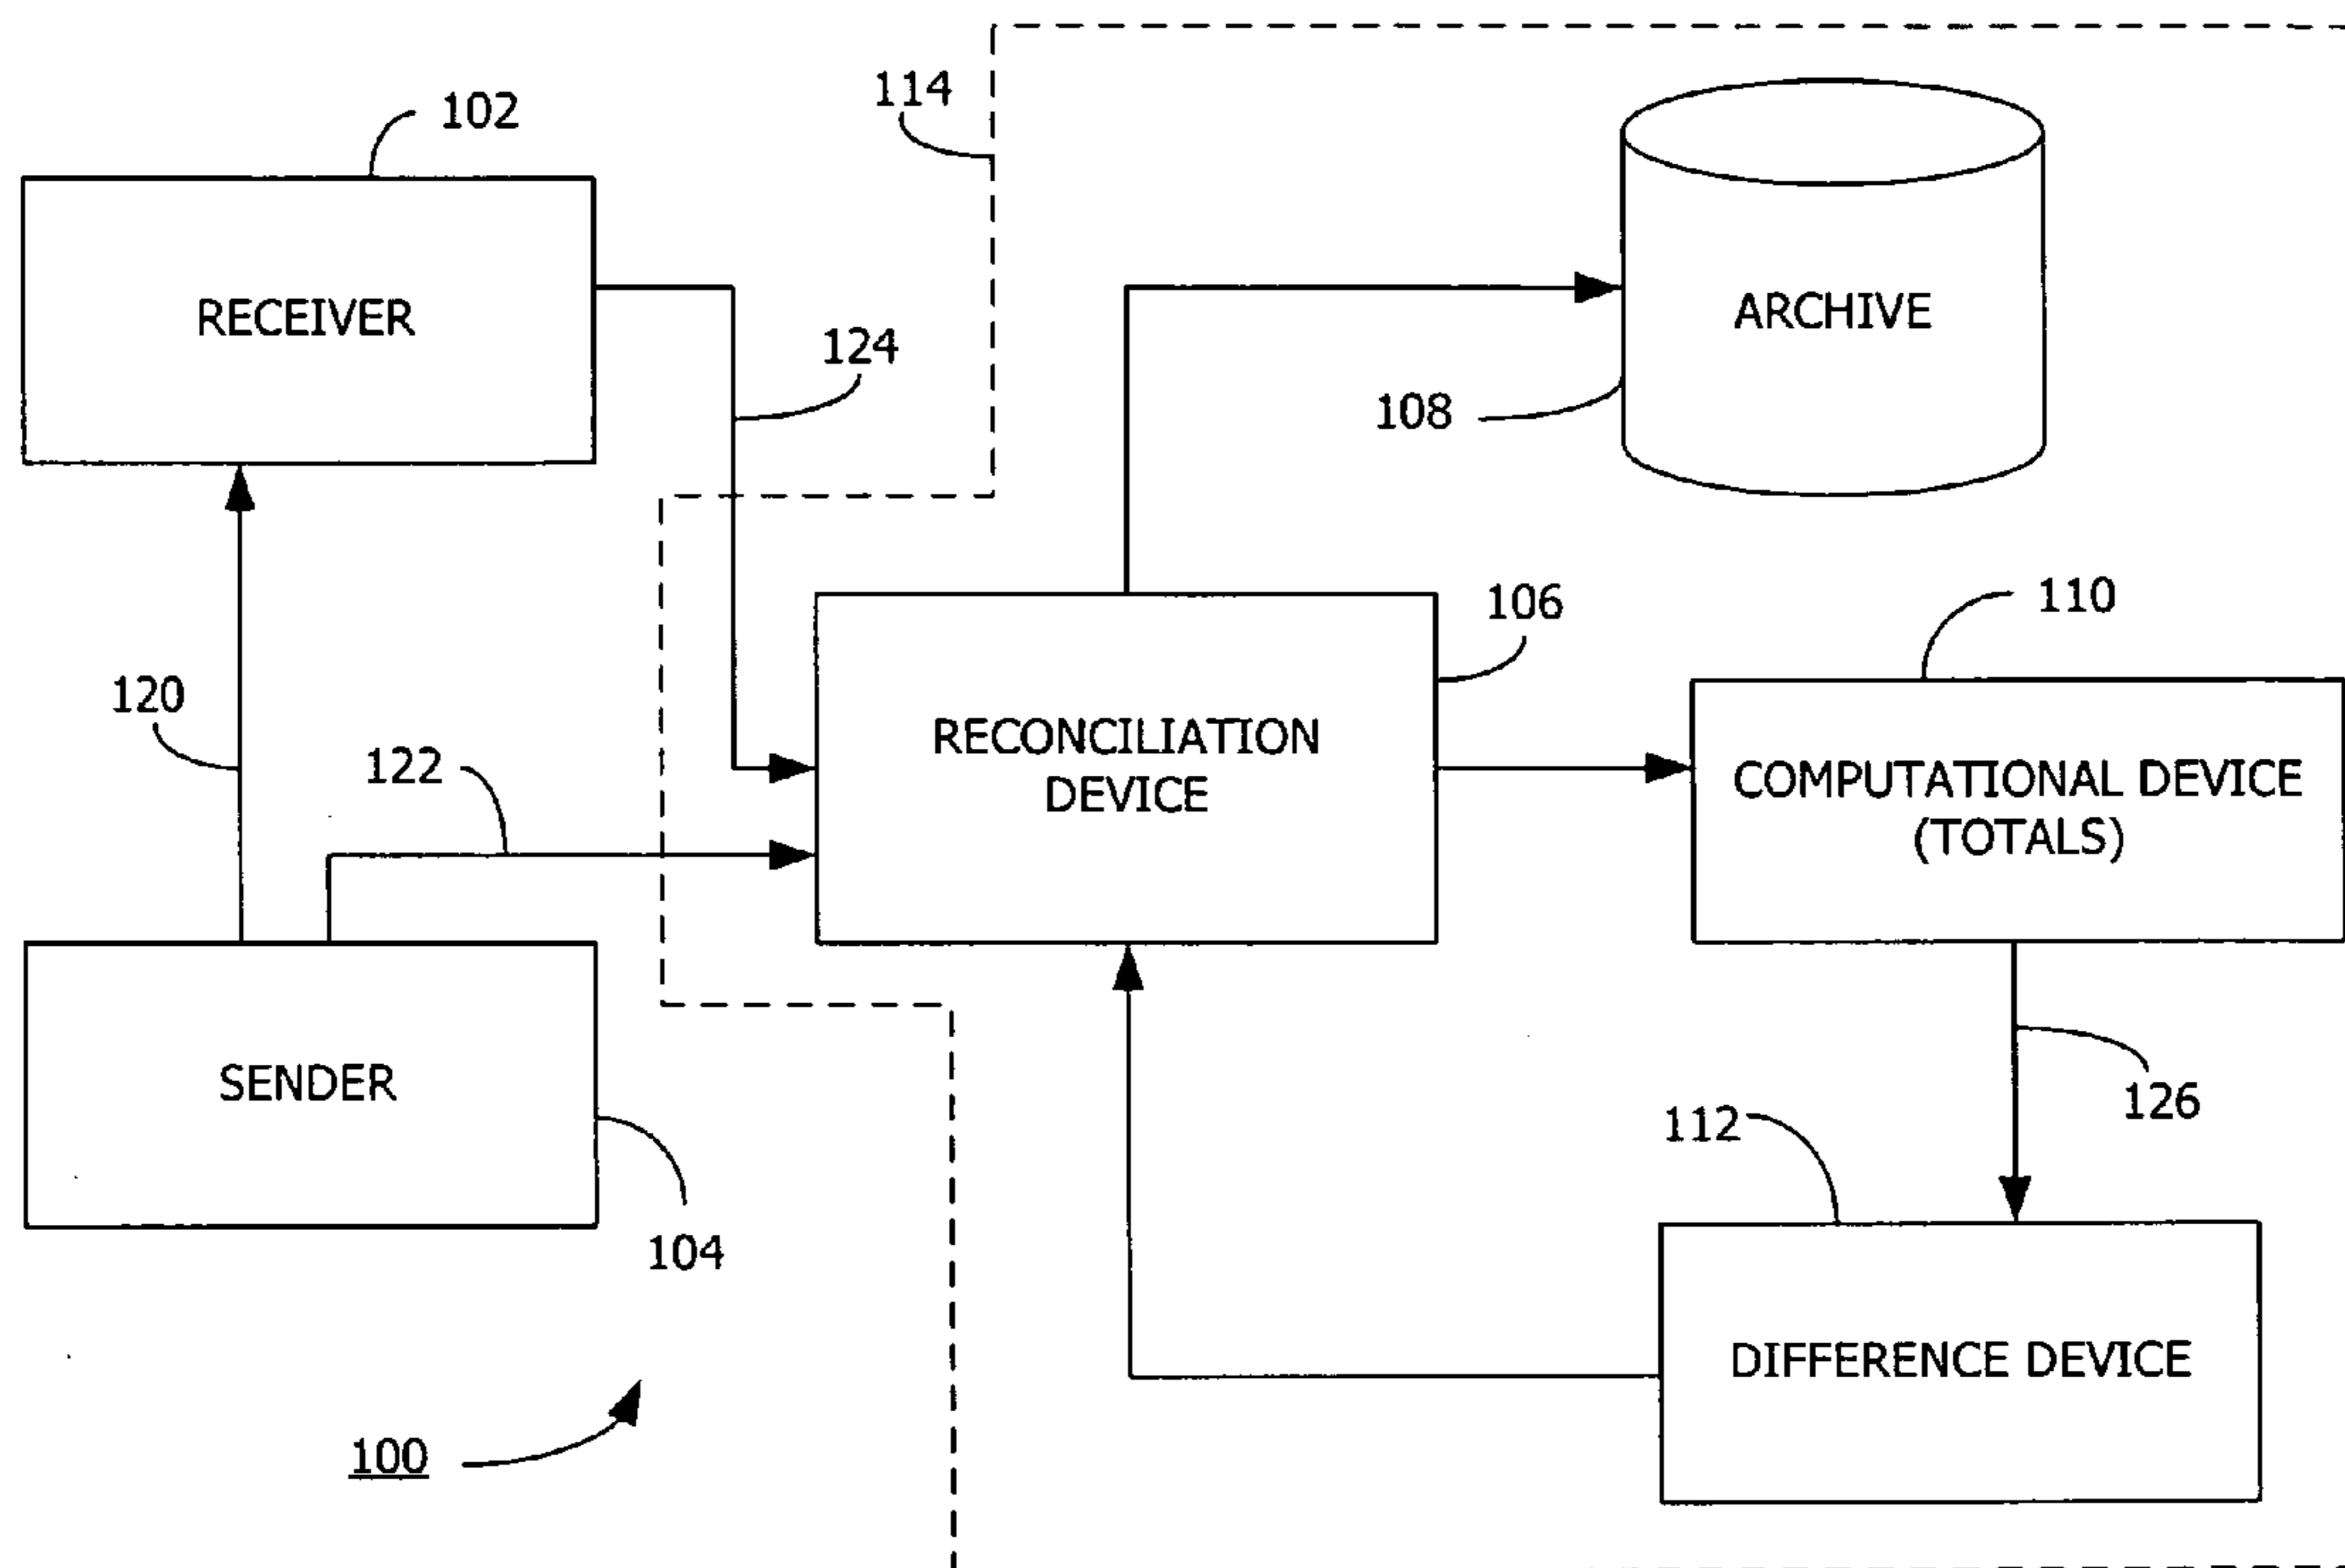 114
102
RECEIVER
ARCHIVE
124
108
106
110
120
122
RECONCILIATION
DEVICE
COMPUTATIONAL DEVICE
(TOTALS)
SENDER
126
112
104
DIFFERENCE DEVICE
100